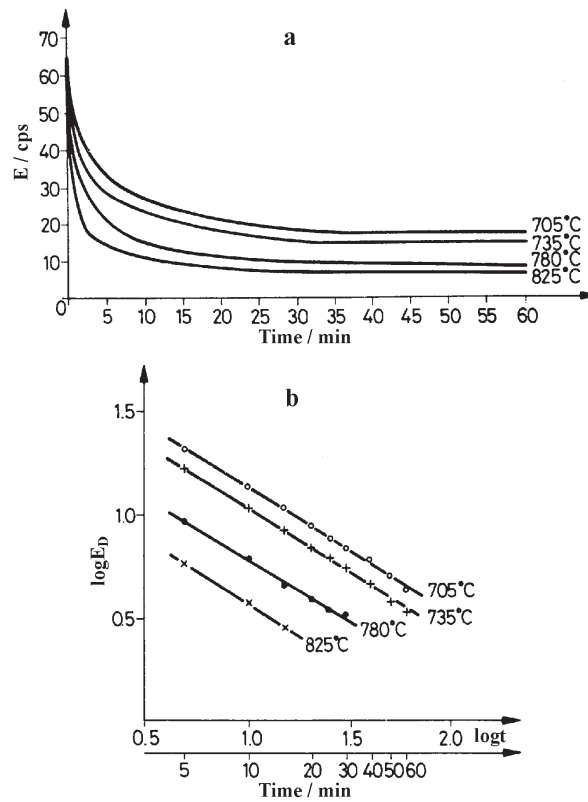 a
E / cps
70
60
50
40
30
20
10
0 5 10 15 20 25 30 35 40 45 50 55 60
Time / min
705°C
735°C
780°C
825°C
b
logE_D
1.5
1.0
0.5
705°C
735°C
780°C
825°C
0.5 1.0 1.5 2.0 logt
5 10 20 30 40 50 60
Time / min